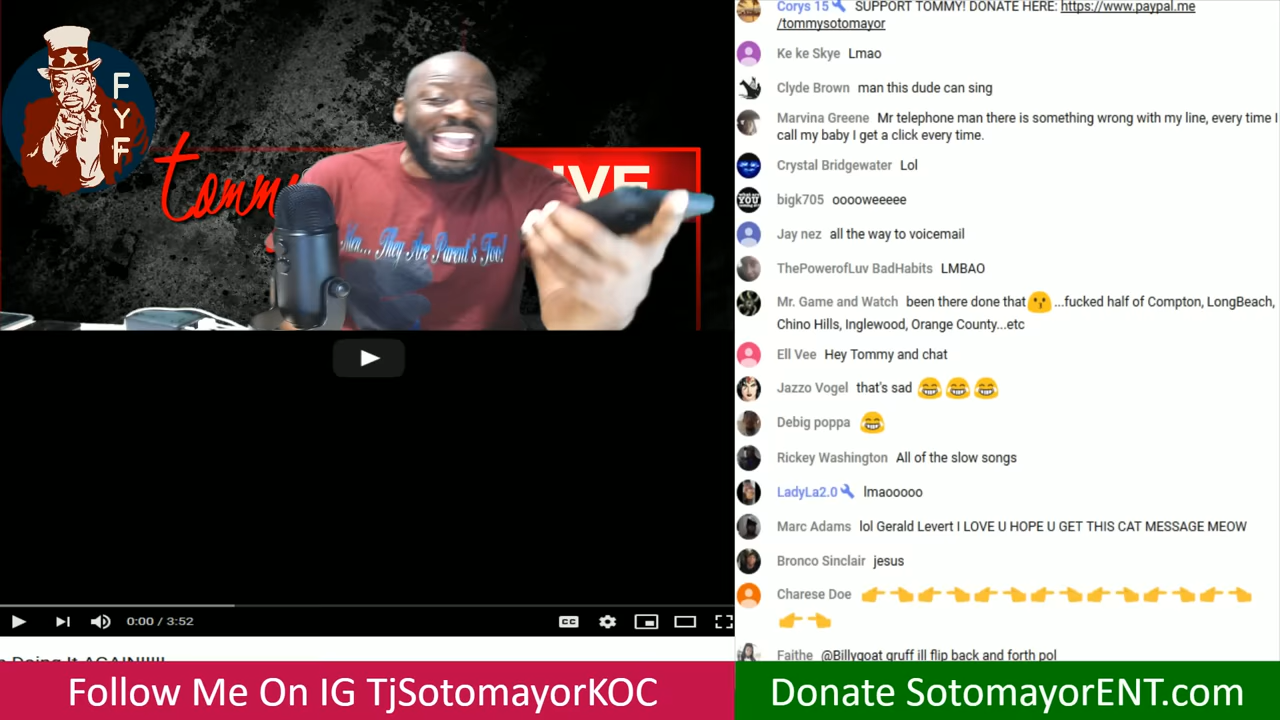 FYF
tommy
LIVE
Men... They Are Parent's Too!
0:00 / 3:52
CC
Doing It AGAIN!!!!!
Corys 15 SUPPORT TOMMY! DONATE HERE: https://www.paypal.me
/tommysotomayor
Ke ke Skye Lmao
Clyde Brown man this dude can sing
Marvina Greene Mr telephone man there is something wrong with my line, every time I
call my baby I get a click every time.
Crystal Bridgewater Lol
bigk705 ooooweeeee
Jay nez all the way to voicemail
ThePowerofLuv BadHabits LMBAO
Mr. Game and Watch been there done that 😗 ...fucked half of Compton, LongBeach,
Chino Hills, Inglewood, Orange County...etc
Ell Vee Hey Tommy and chat
Jazzo Vogel that's sad 😂 😂 😂
Debig poppa 😂
Rickey Washington All of the slow songs
LadyLa2.0 lmaooooo
Marc Adams lol Gerald Levert I LOVE U HOPE U GET THIS CAT MESSAGE MEOW
Bronco Sinclair jesus
Charese Doe 👉👈👉👈👉👈👉👈👉👈👉👈👉👈
👉👈
Faithe @Billygoat gruff ill flip back and forth pol
Follow Me On IG TjSotomayorKOC
Donate SotomayorENT.com